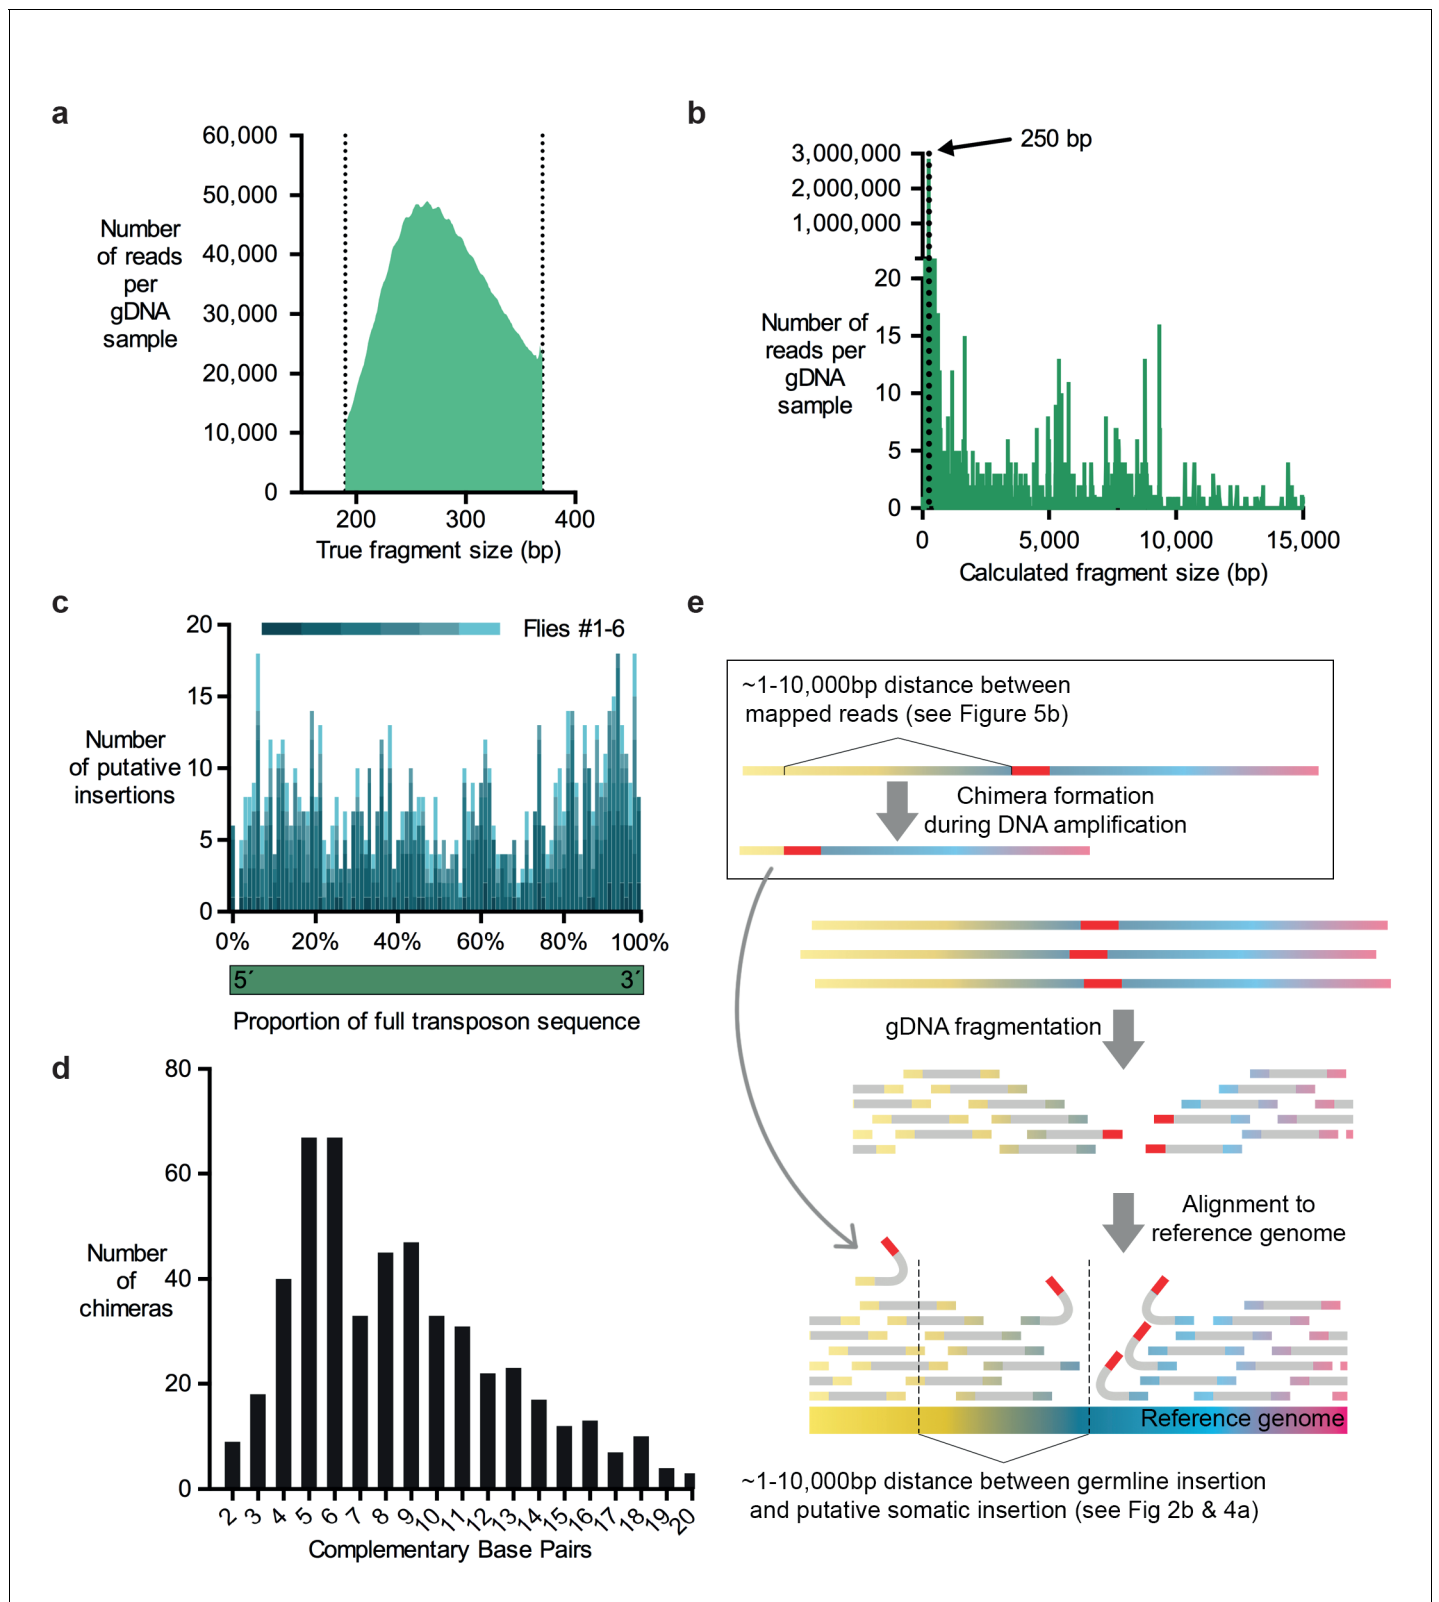 a
60,000
50,000
40,000
30,000
20,000
10,000
0
Number
of reads
per
gDNA
sample
200 300 400
True fragment size (bp)
b
250 bp
3,000,000
2,000,000
1,000,000
20
15
10
5
0
Number of
reads per
gDNA
sample
0 5,000 10,000 15,000
Calculated fragment size (bp)
c
20
15
10
5
0
Flies #1-6
Number
of putative
insertions
0% 20% 40% 60% 80% 100%
5´ 3´
Proportion of full transposon sequence
d
80
60
40
20
0
Number
of
chimeras
2 3 4 5 6 7 8 9 10 11 12 13 14 15 16 17 18 19 20
Complementary Base Pairs
e
~1-10,000bp distance between
mapped reads (see Figure 5b)
Chimera formation
during DNA amplification
gDNA fragmentation
Alignment to
reference genome
Reference genome
~1-10,000bp distance between germline insertion
and putative somatic insertion (see Fig 2b & 4a)